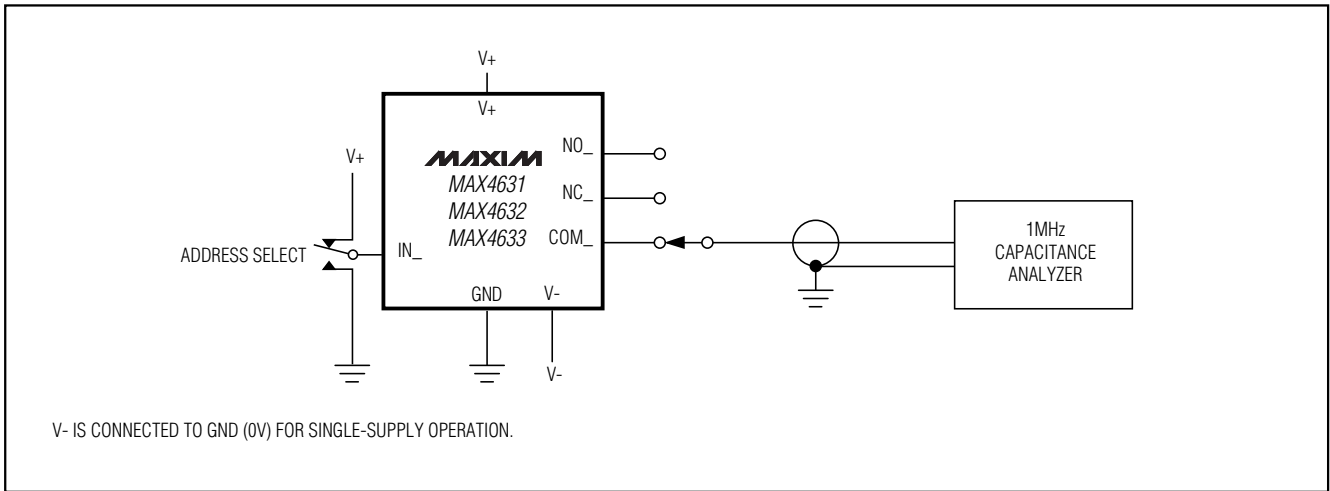 V+
V+
V+
MAXIM
MAX4631
MAX4632
MAX4633
NO_
NC_
COM_
ADDRESS SELECT
IN_
GND
V-
V-
1MHz
CAPACITANCE
ANALYZER
V- IS CONNECTED TO GND (0V) FOR SINGLE-SUPPLY OPERATION.